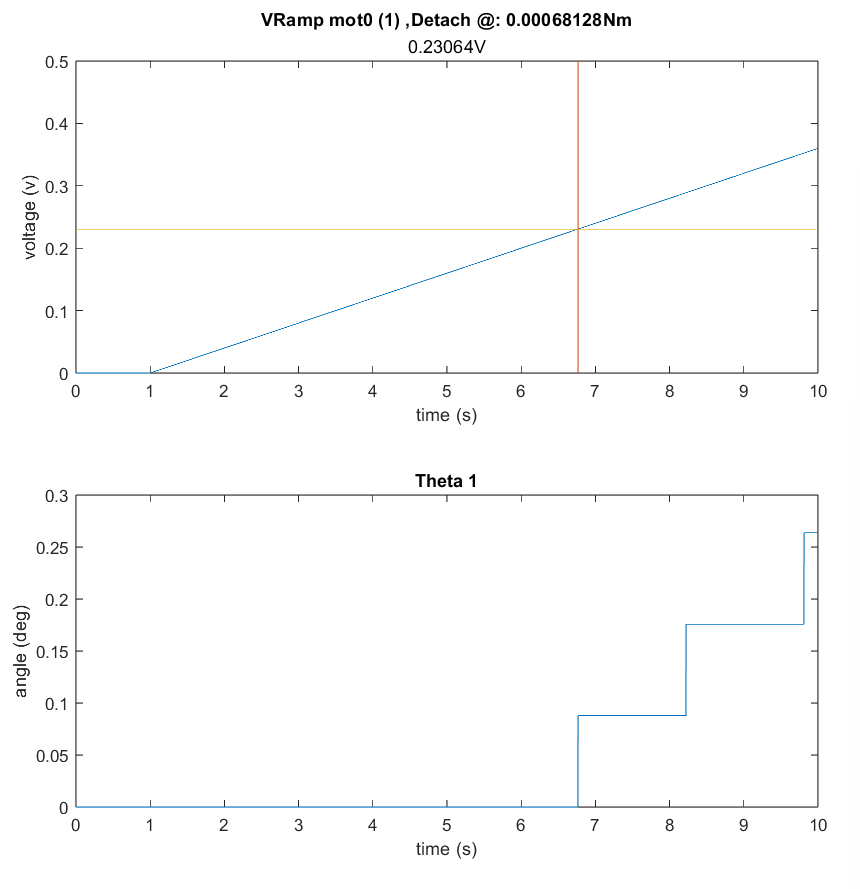 VRamp mot0 (1) ,Detach @: 0.00068128Nm
0.23064V
0.5
0.4
0.3
0.2
0.1
0
voltage (v)
0 1 2 3 4 5 6 7 8 9 10
time (s)
Theta 1
0.3
0.25
0.2
0.15
0.1
0.05
0
angle (deg)
0 1 2 3 4 5 6 7 8 9 10
time (s)